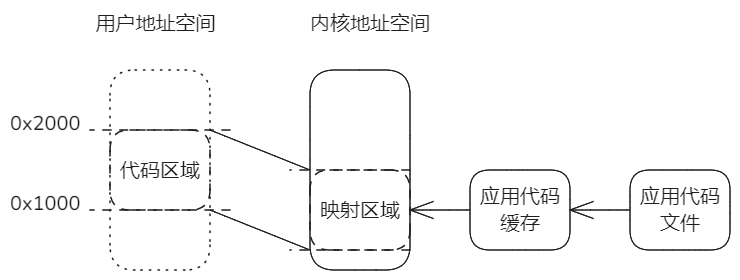 用户地址空间
内核地址空间
0x2000
代码区域
0x1000
映射区域
应用代码
缓存
应用代码
文件